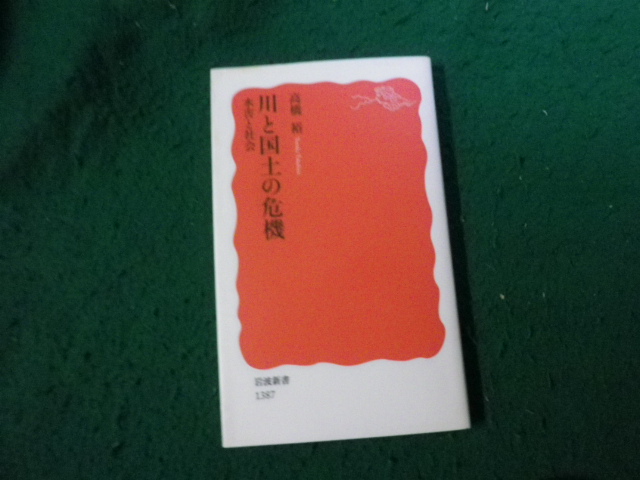 高橋 裕
川と国土の危機
水害と社会
岩波新書
1387